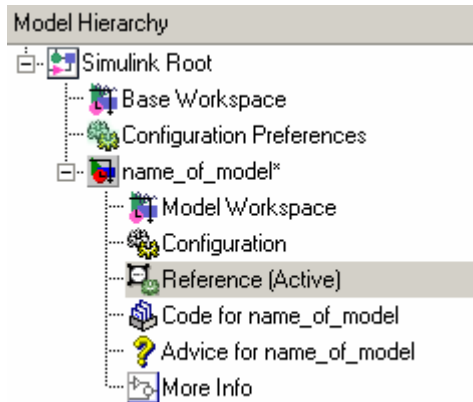 Model Hierarchy
Simulink Root
Base Workspace
Configuration Preferences
name_of_model*
Model Workspace
Configuration
Reference (Active)
Code for name_of_model
Advice for name_of_model
More Info